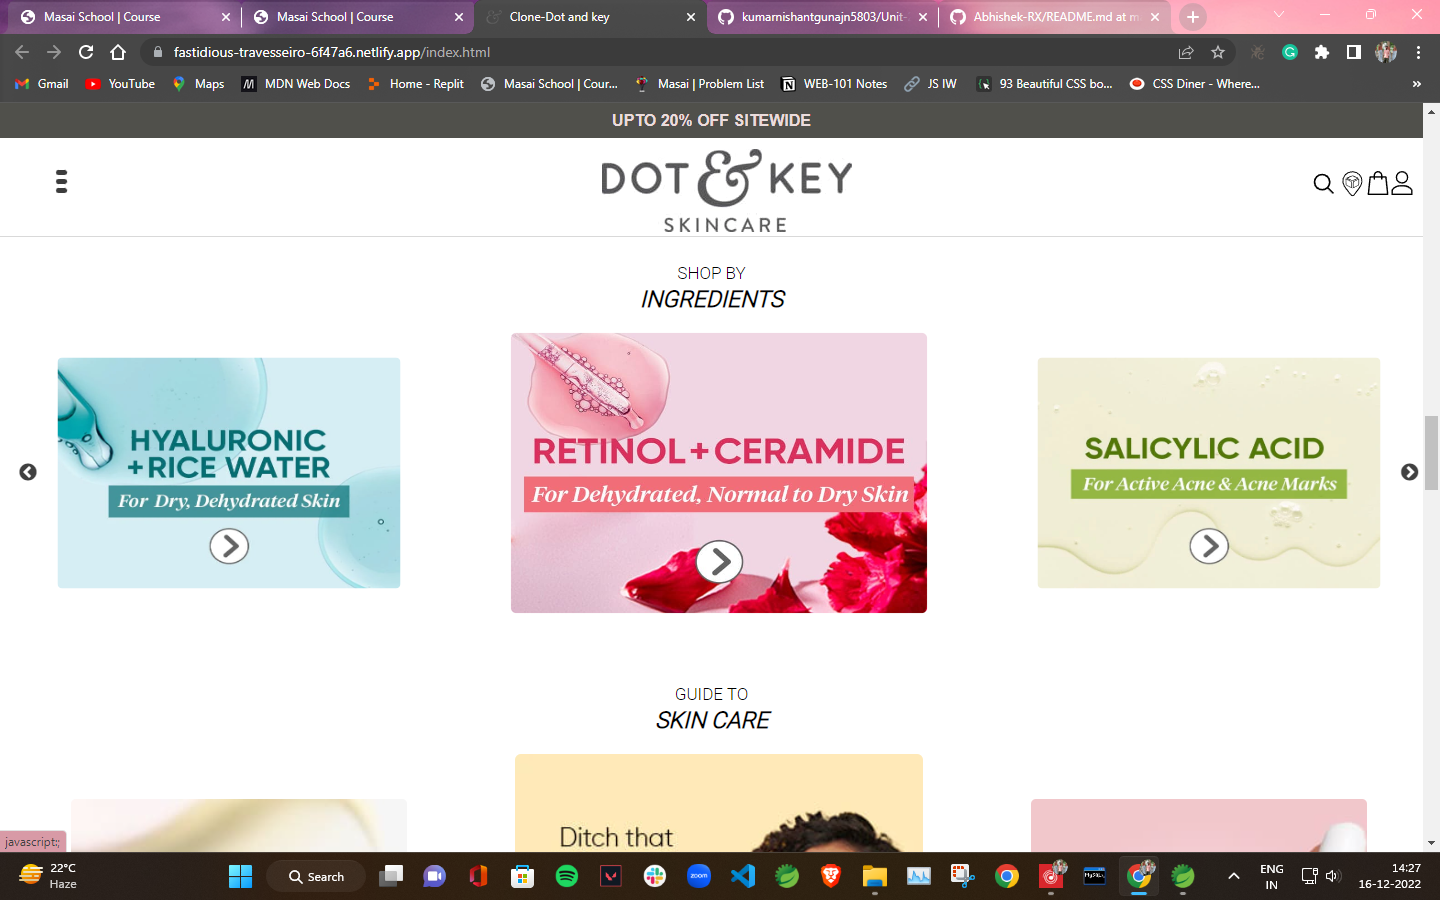 Masai School | Course
Masai School | Course
Clone-Dot and key
kumarnishantgunajn5803/Unit-
Abhishek-RX/README.md at m
fastidious-travesseiro-6f47a6.netlify.app/index.html
Gmail
YouTube
Maps
MDN Web Docs
Home - Replit
Masai School | Cour...
Masai | Problem List
WEB-101 Notes
JS IW
93 Beautiful CSS bo...
CSS Diner - Where...
»
UPTO 20% OFF SITEWIDE
DOT & KEY
SKINCARE
SHOP BY
INGREDIENTS
HYALURONIC
+RICE WATER
For Dry, Dehydrated Skin
RETINOL+CERAMIDE
For Dehydrated, Normal to Dry Skin
SALICYLIC ACID
For Active Acne & Acne Marks
GUIDE TO
SKIN CARE
Ditch that
javascript:;
22°C
Haze
Search
zoom
MySQL
ENG
IN
14:27
16-12-2022